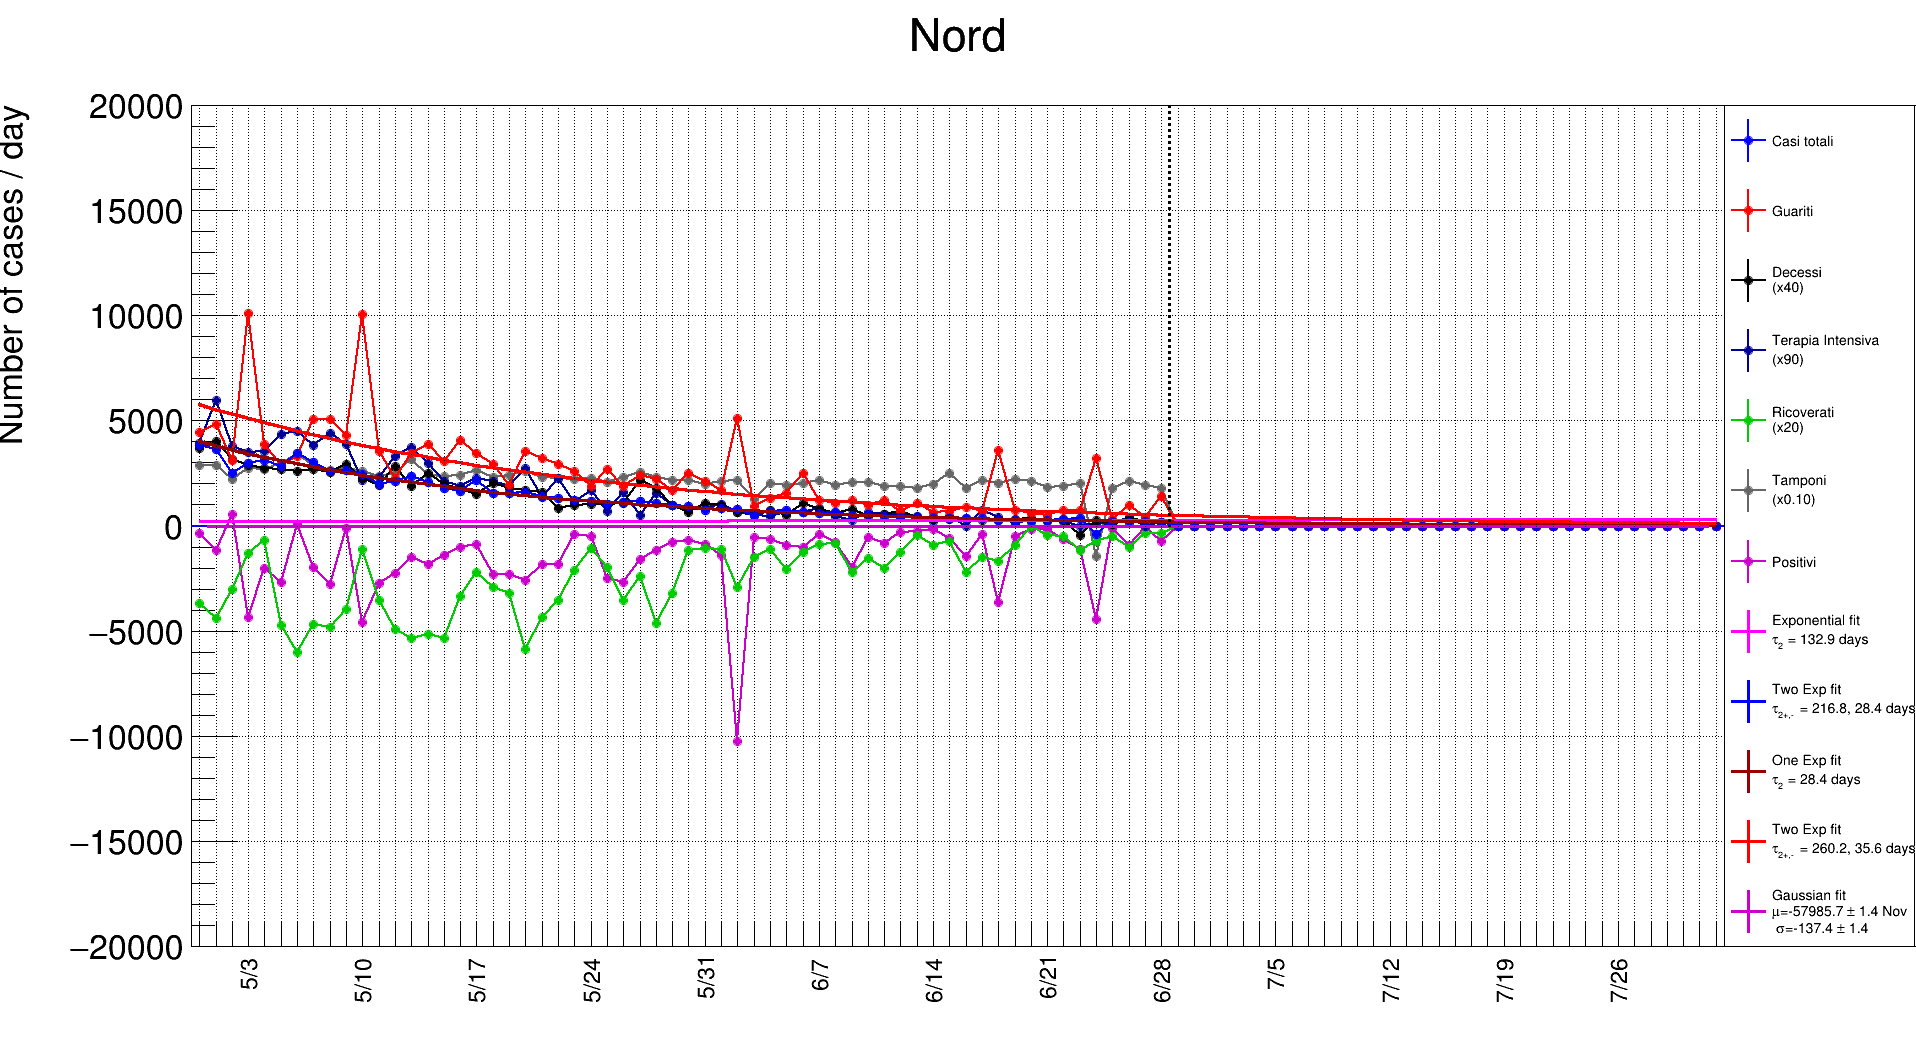 Nord
Number of cases / day
20000
15000
10000
5000
0
−5000
−10000
−15000
−20000
5/3
5/10
5/17
5/24
5/31
6/7
6/14
6/21
6/28
7/5
7/12
7/19
7/26
Casi totali
Guariti
Decessi
(x40)
Terapia Intensiva
(x90)
Ricoverati
(x20)
Tamponi
(x0.10)
Positivi
Exponential fit
τ2 = 132.9 days
Two Exp fit
τ2+,- = 216.8, 28.4 days
One Exp fit
τ2 = 28.4 days
Two Exp fit
τ2+,- = 260.2, 35.6 days
Gaussian fit
μ=-57985.7 ± 1.4 Nov
σ=-137.4 ± 1.4